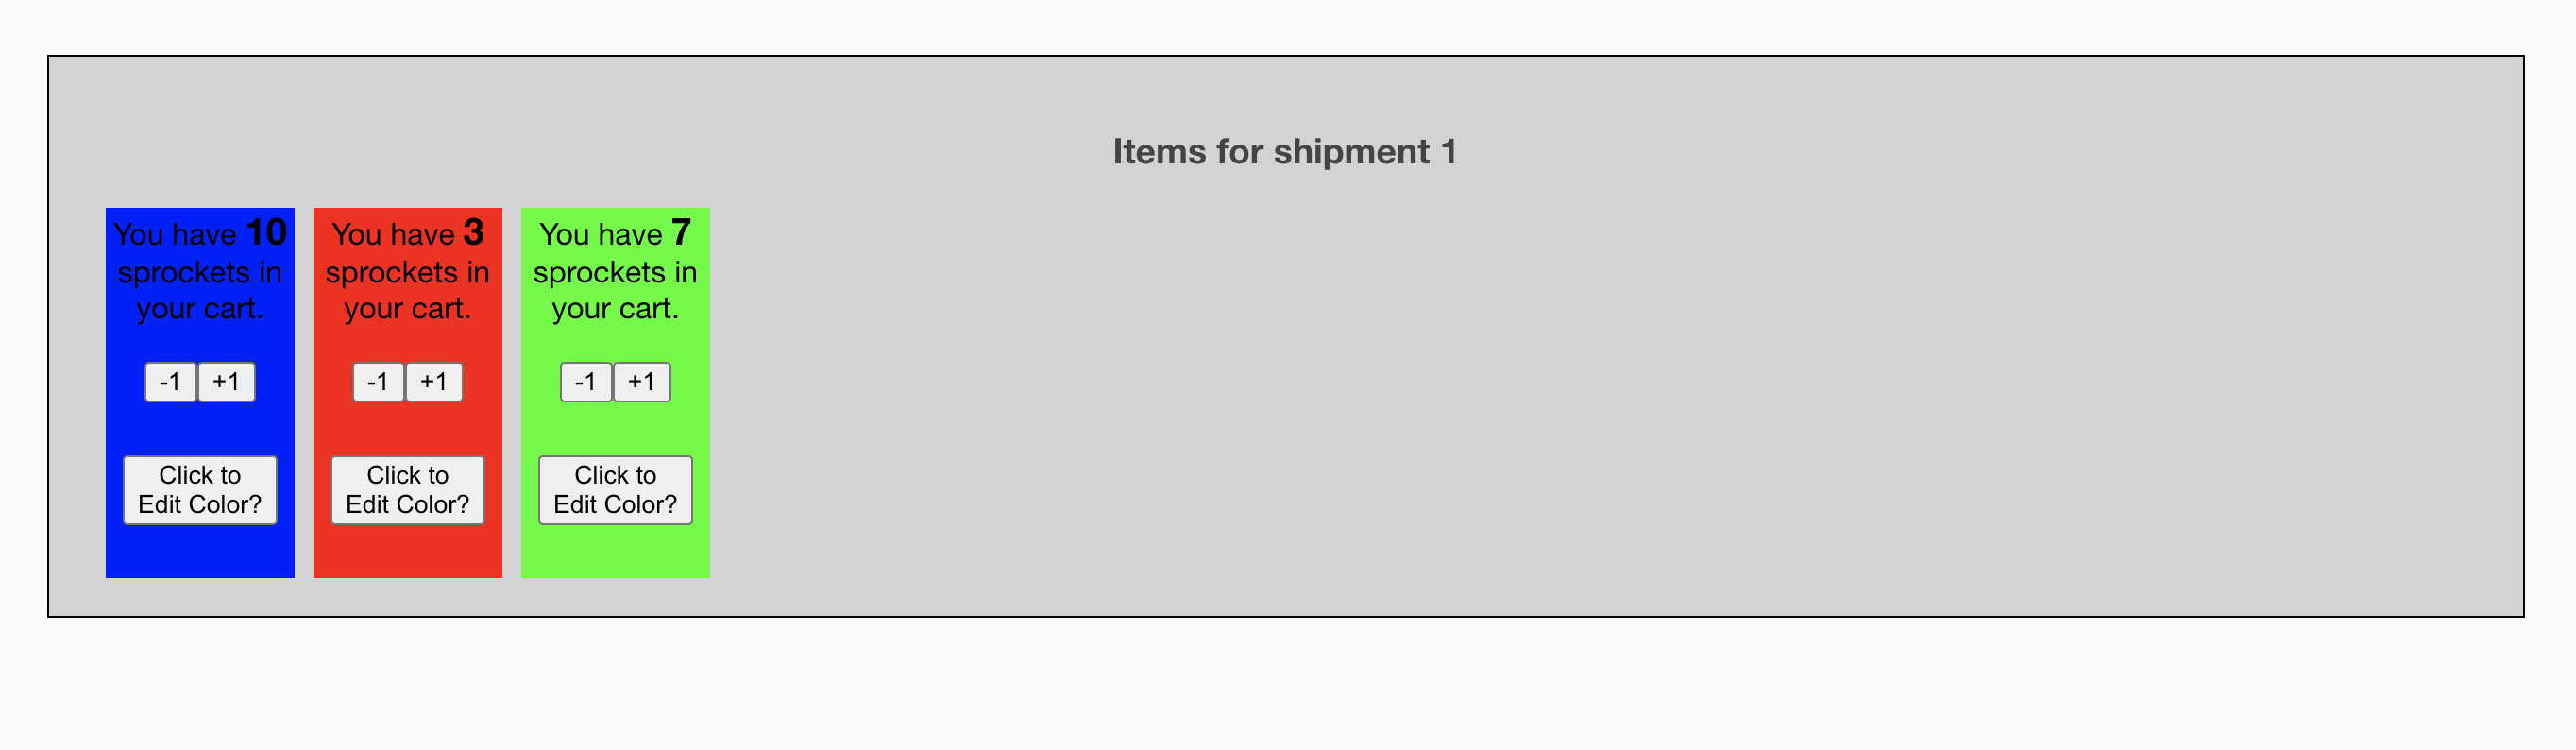 Items for shipment 1
You have 10
sprockets in
your cart.
-1 +1
Click to
Edit Color?
You have 3
sprockets in
your cart.
-1 +1
Click to
Edit Color?
You have 7
sprockets in
your cart.
-1 +1
Click to
Edit Color?